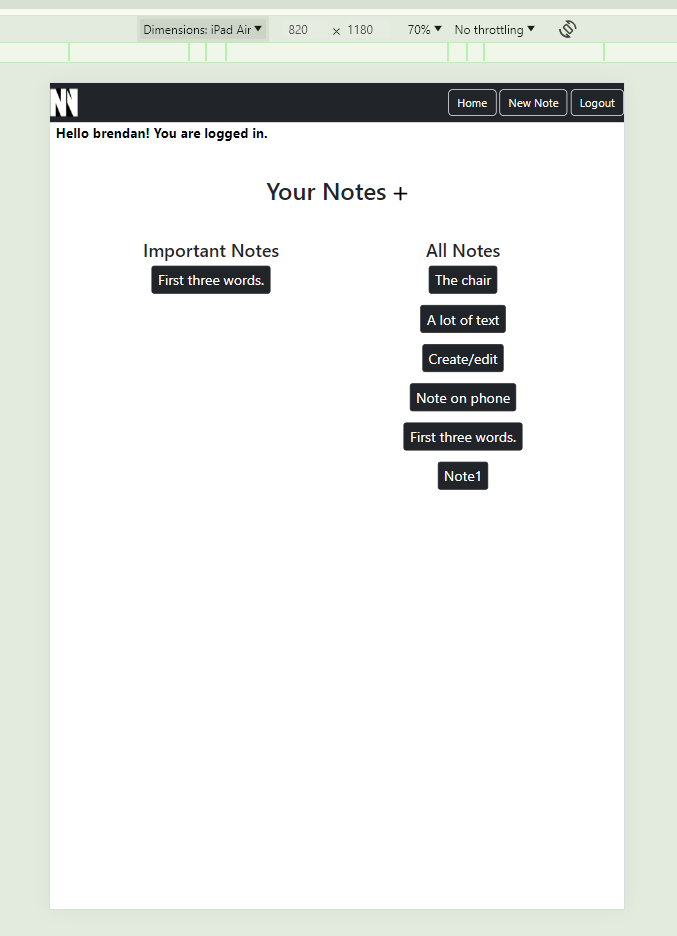 Dimensions: iPad Air 820 × 1180 70% No throttling
NN Home New Note Logout
Hello brendan! You are logged in.
Your Notes +
Important Notes
First three words.
All Notes
The chair
A lot of text
Create/edit
Note on phone
First three words.
Note1